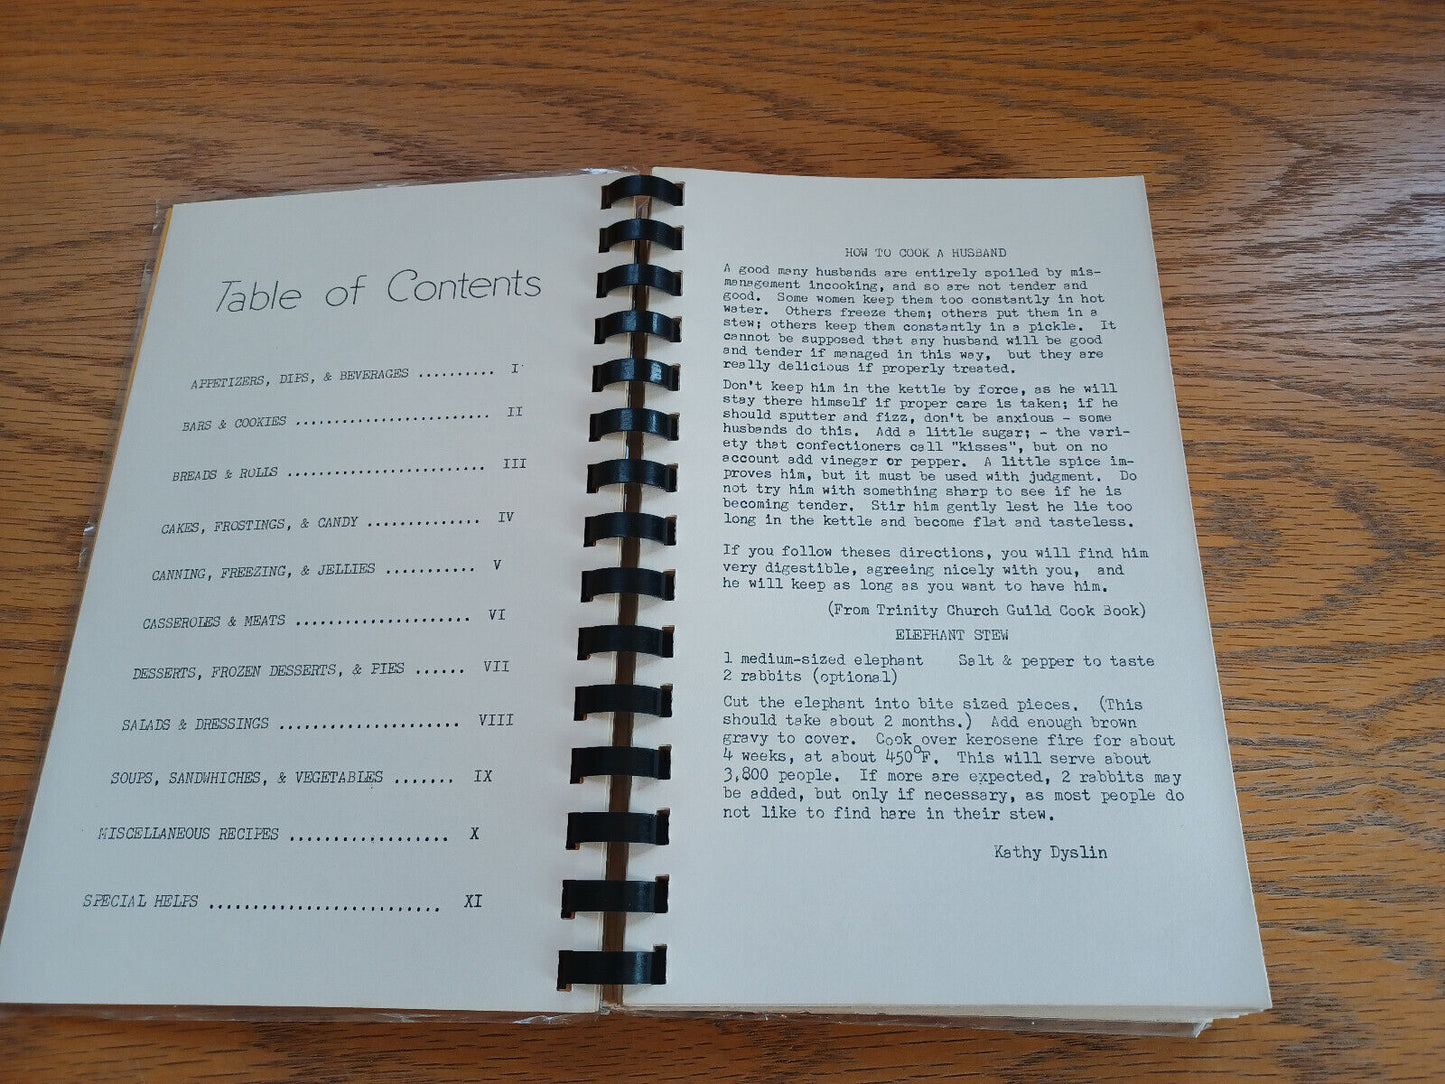 Table of Contents
APPETIZERS, DIPS, & BEVERAGES .......... I
BARS & COOKIES ........................ II
BREADS & ROLLS ......................... III
CAKES, FROSTINGS, & CANDY .............. IV
CANNING, FREEZING, & JELLIES ........... V
CASSEROLES & MEATS ..................... VI
DESSERTS, FROZEN DESSERTS, & PIES ...... VII
SALADS & DRESSINGS ...................... VIII
SOUPS, SANDWHICHES, & VEGETABLES ....... IX
MISCELLANEOUS RECIPES ................... X
SPECIAL HELPS ........................... XI
HOW TO COOK A HUSBAND
A good many husbands are entirely spoiled by mis-
management incooking, and so are not tender and
good. Some women keep them too constantly in hot
water. Others freeze them; others put them in a
stew; others keep them constantly in a pickle. It
cannot be supposed that any husband will be good
and tender if managed in this way, but they are
really delicious if properly treated.
Don't keep him in the kettle by force, as he will
stay there himself if proper care is taken; if he
should sputter and fizz, don't be anxious - some
husbands do this. Add a little sugar; - the vari-
ety that confectioners call "kisses", but on no
account add vinegar or pepper. A little spice im-
proves him, but it must be used with judgment. Do
not try him with something sharp to see if he is
becoming tender. Stir him gently lest he lie too
long in the kettle and become flat and tasteless.
If you follow theses directions, you will find him
very digestible, agreeing nicely with you, and
he will keep as long as you want to have him.
(From Trinity Church Guild Cook Book)
ELEPHANT STEW
1 medium-sized elephant Salt & pepper to taste
2 rabbits (optional)
Cut the elephant into bite sized pieces. (This
should take about 2 months.) Add enough brown
gravy to cover. Cook over kerosene fire for about
4 weeks, at about 450°F. This will serve about
3,800 people. If more are expected, 2 rabbits may
be added, but only if necessary, as most people do
not like to find hare in their stew.
Kathy Dyslin